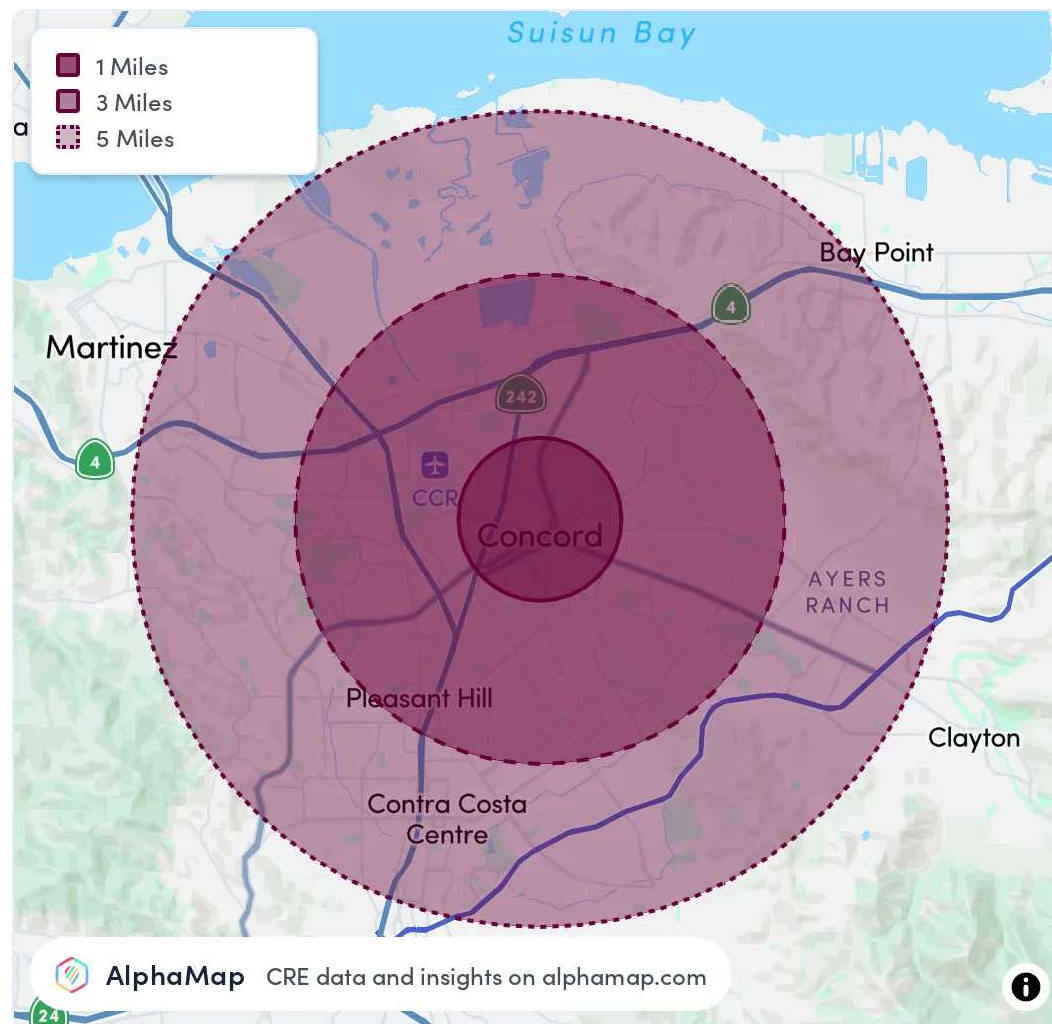 Suisun Bay
1 Miles
3 Miles
5 Miles
a
Bay Point
4
Martinez
242
4
CCR
Concord
AYERS
RANCH
Pleasant Hill
Clayton
Contra Costa
Centre
AlphaMap CRE data and insights on alphamap.com
24